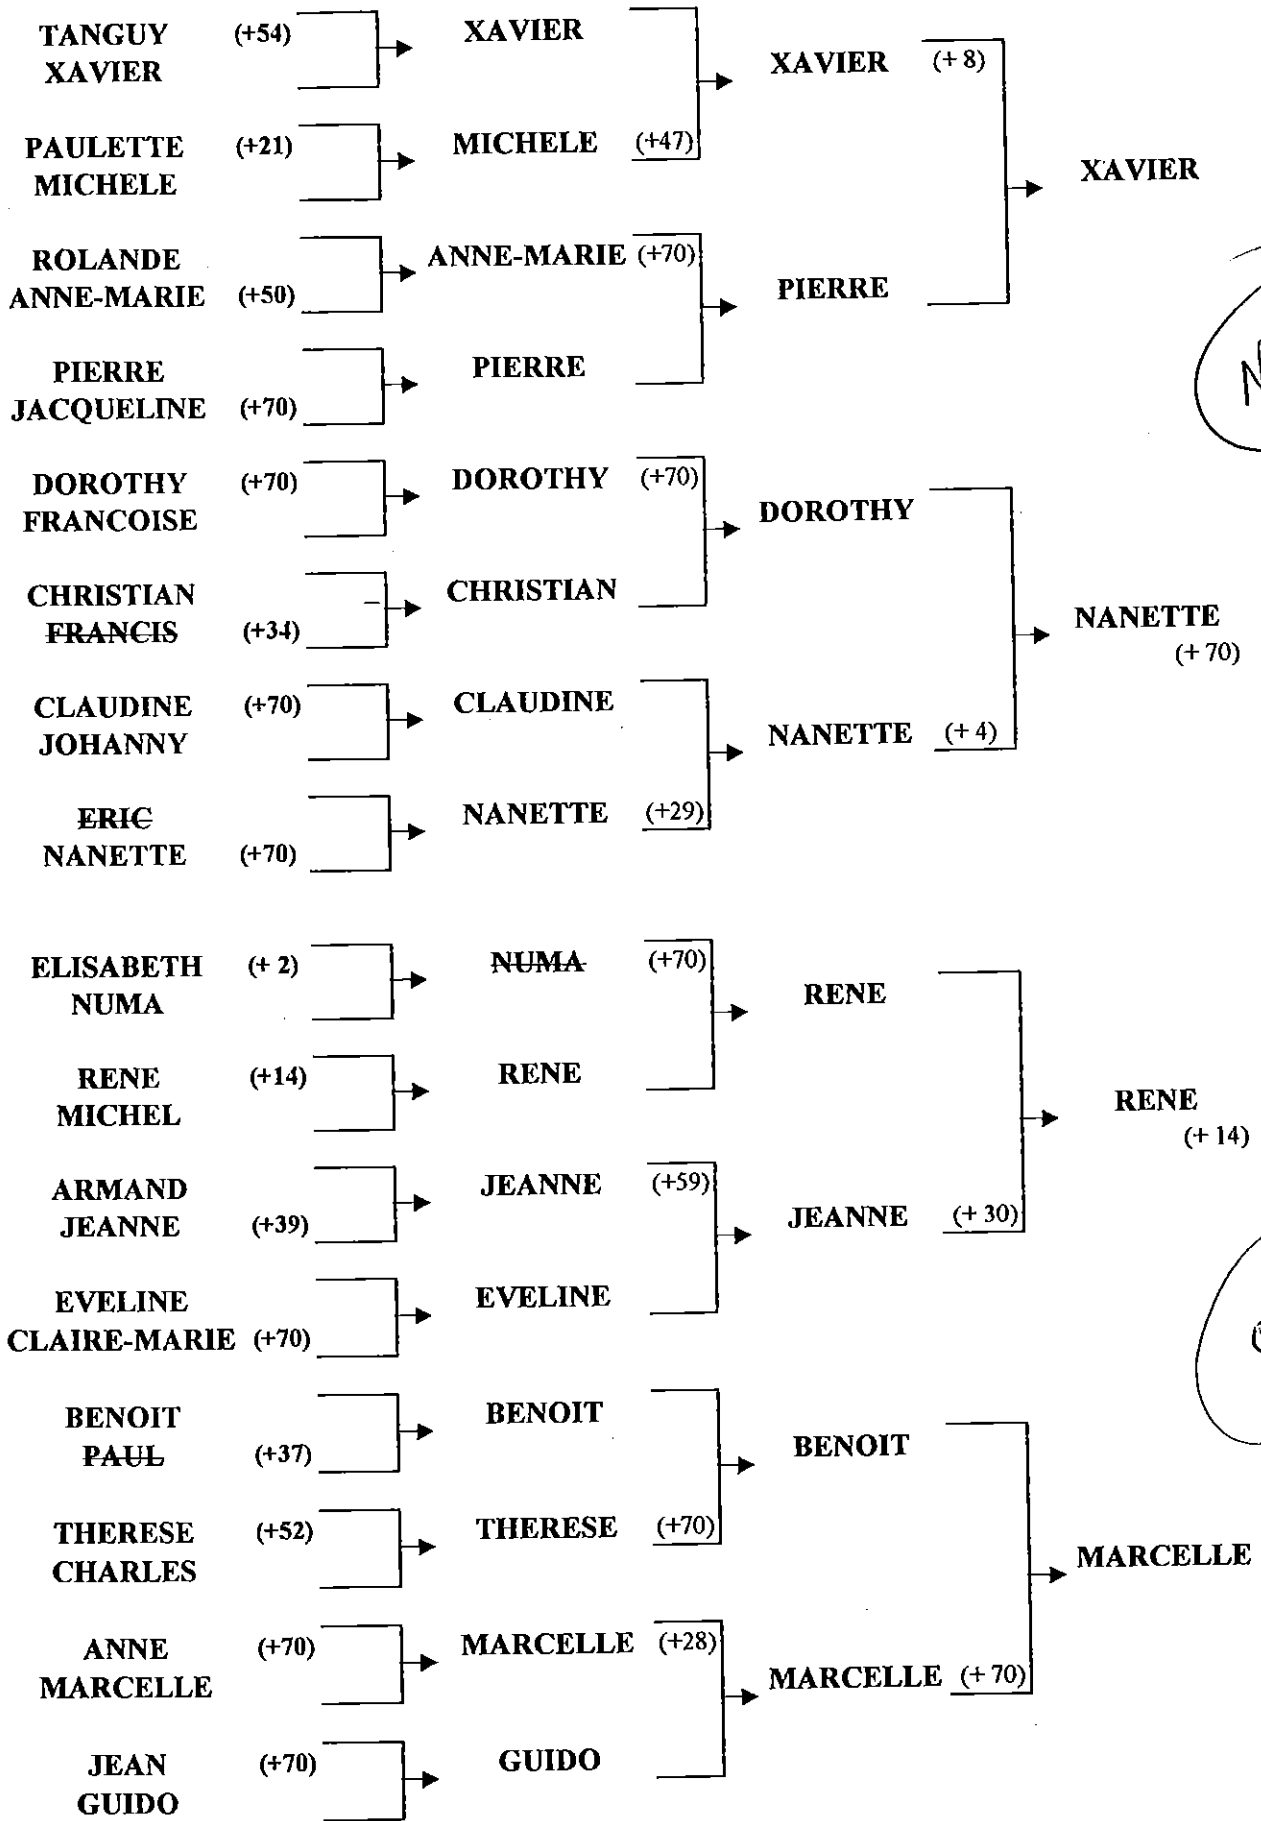 TANGUY (+54)
XAVIER
PAULETTE (+21)
MICHELE
ROLANDE
ANNE-MARIE (+50)
PIERRE
JACQUELINE (+70)
DOROTHY (+70)
FRANCOISE
CHRISTIAN
FRANCIS (+34)
CLAUDINE (+70)
JOHANNY
ERIC
NANETTE (+70)
ELISABETH (+ 2)
NUMA
RENE (+14)
MICHEL
ARMAND
JEANNE (+39)
EVELINE
CLAIRE-MARIE (+70)
BENOIT
PAUL (+37)
THERESE (+52)
CHARLES
ANNE (+70)
MARCELLE
JEAN (+70)
GUIDO
XAVIER
MICHELE (+47)
ANNE-MARIE (+70)
PIERRE
DOROTHY (+70)
CHRISTIAN
CLAUDINE
NANETTE (+29)
NUMA (+70)
RENE
JEANNE (+59)
EVELINE
BENOIT
THERESE (+70)
MARCELLE (+28)
GUIDO
XAVIER (+ 8)
PIERRE
DOROTHY
NANETTE (+ 4)
RENE
JEANNE (+ 30)
BENOIT
MARCELLE (+ 70)
XAVIER
NANETTE
(+ 70)
RENE
(+ 14)
MARCELLE